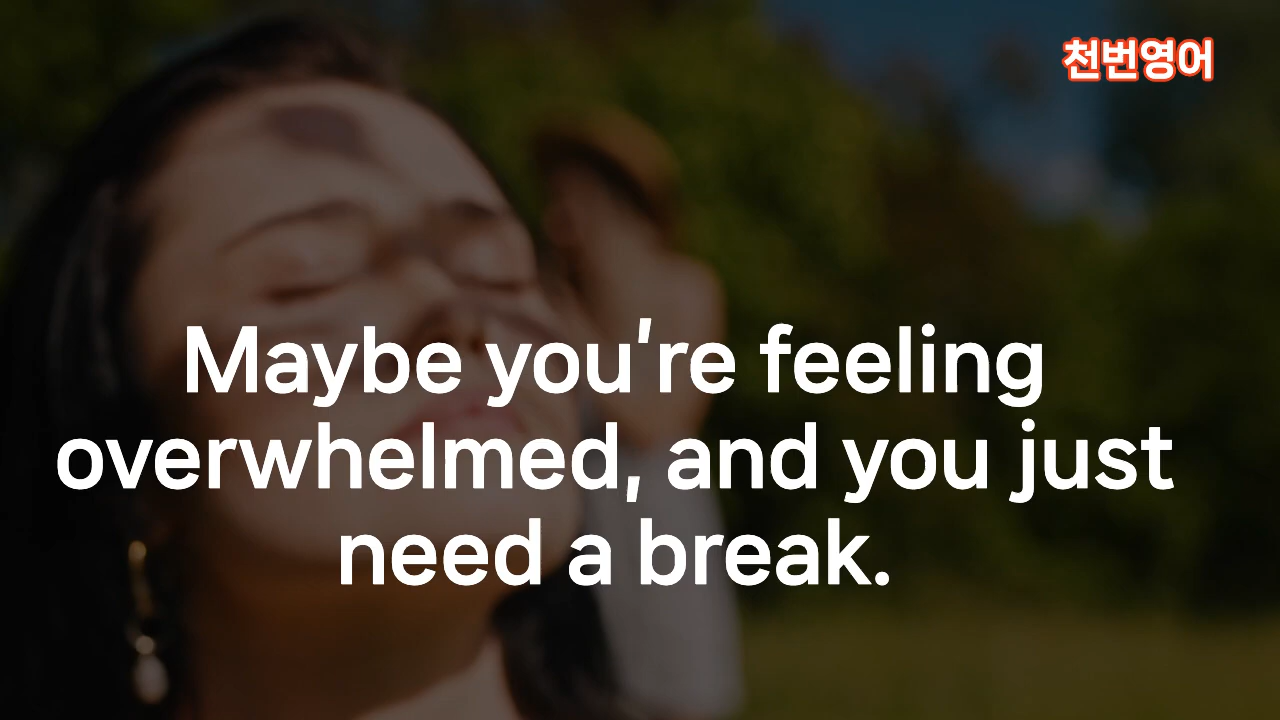 천번영어
Maybe you're feeling
overwhelmed, and you just
need a break.